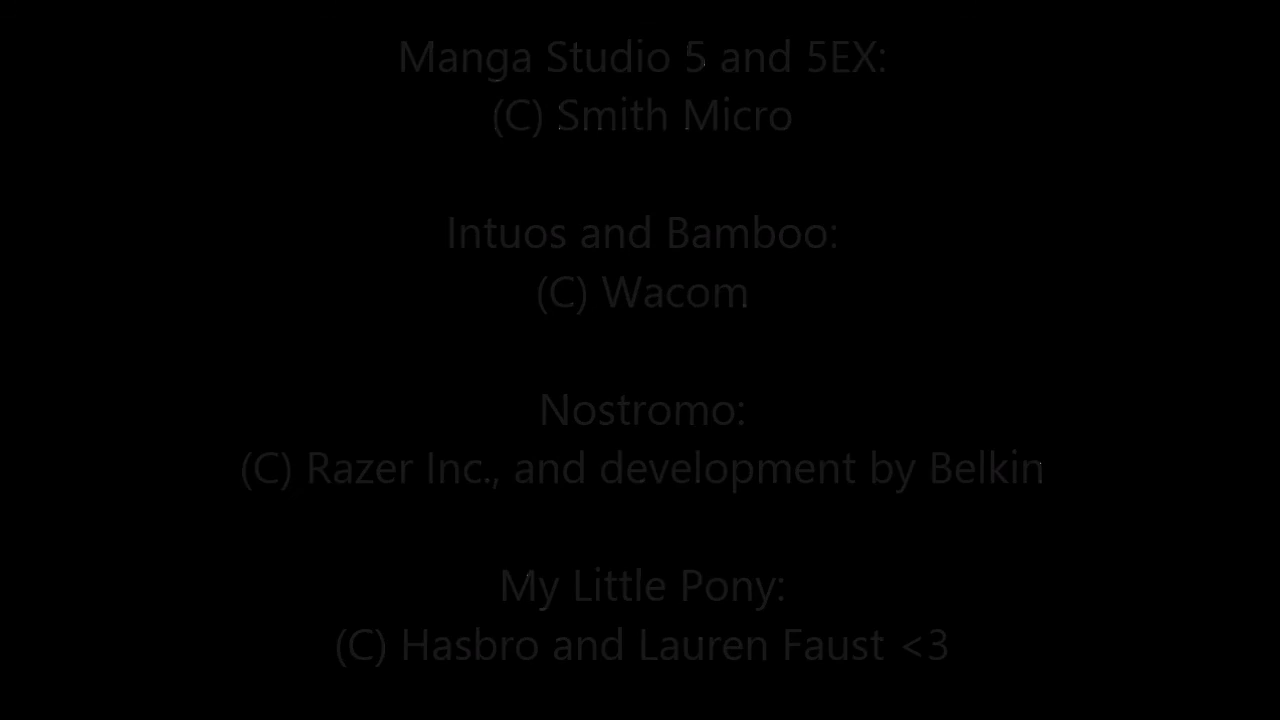 Manga Studio 5 and 5EX:
(C) Smith Micro
Intuos and Bamboo:
(C) Wacom
Nostromo:
(C) Razer Inc., and development by Belkin
My Little Pony:
(C) Hasbro and Lauren Faust <3